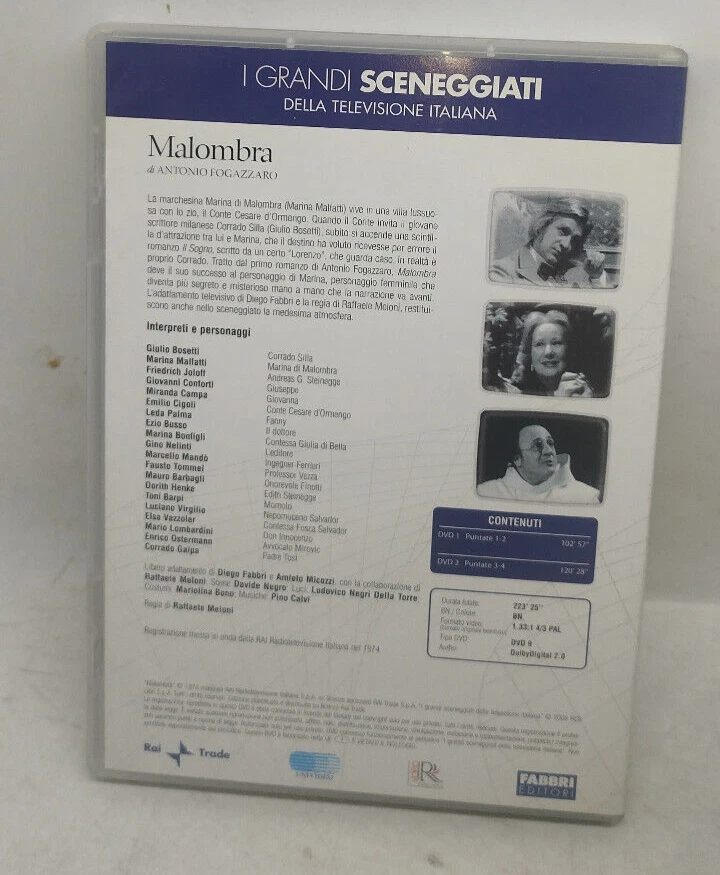 I GRANDI SCENEGGIATI
DELLA TELEVISIONE ITALIANA
Malombra
di ANTONIO FOGAZZARO
La marchesina Marina di Malombra (Marina Malfatti) vive in una villa lussuo-
sa con lo zio, il Conte Cesare d'Ormengo. Quando il Conte invita il giovane
scrittore milanese Corrado Silla (Giulio Bosetti), subito si accende una scintil-
la d'attrazione tra lui e Marina, che il destino ha voluto ricevesse per errore il
romanzo Il Sogno, scritto da un certo "Lorenzo", che guarda caso, in realtà è
proprio Corrado. Tratto dal primo romanzo di Antonio Fogazzaro, Malombra
deve il suo successo al personaggio di Marina, personaggio femminile che
diventa più segreto e misterioso mano a mano che la narrazione va avanti.
L'adattamento televisivo di Diego Fabbri e la regia di Raffaele Meloni, restitui-
scono anche nello sceneggiato la medesima atmosfera.
Interpreti e personaggi
Giulio Bosetti Corrado Silla
Marina Malfatti Marina di Malombra
Friedrich Joloff Andreas G. Steinegge
Giovanni Conforti Giuseppe
Miranda Campa Giovanna
Emilio Cigoli Conte Cesare d'Ormengo
Leda Palma Fanny
Ezio Busso Il dottore
Marina Bonfigli Contessa Giulia di Bella
Gino Nelinti L'editore
Marcello Mandò Ingegner Ferrieri
Fausto Tommei Professor Vezza
Mauro Barbagli Onorevole Finotti
Dorith Henke Edith Steinegge
Toni Barpi Momolo
Luciano Virgilio Nepomuceno Salvador
Elsa Vazzoler Contessa Fosca Salvador
Mario Lombardini Don Innocenzo
Enrico Ostermann Avvocato Mirovic
Corrado Gaipa Padre Tosi
Libero adattamento di Diego Fabbri e Amleto Micozzi, con la collaborazione di
Raffaele Meloni; Scene Davide Negro; Luci: Ludovico Negri Della Torre;
Costumi: Mariolina Bono; Musiche: Pino Calvi
Regia di Raffaele Meloni
Registrazione messa in onda dalla RAI Radiotelevisione Italiana nel 1974
CONTENUTI
DVD 1 Puntate 1-2 102' 57"
DVD 2 Puntate 3-4 120' 28"
Durata totale: 223' 25"
BN / Colore: BN
Formato video: 1.33:1 4/3 PAL
Tipo DVD DVD 9
Audio: DolbyDigital 2.0
Rai Trade
FABBRI
EDITORI